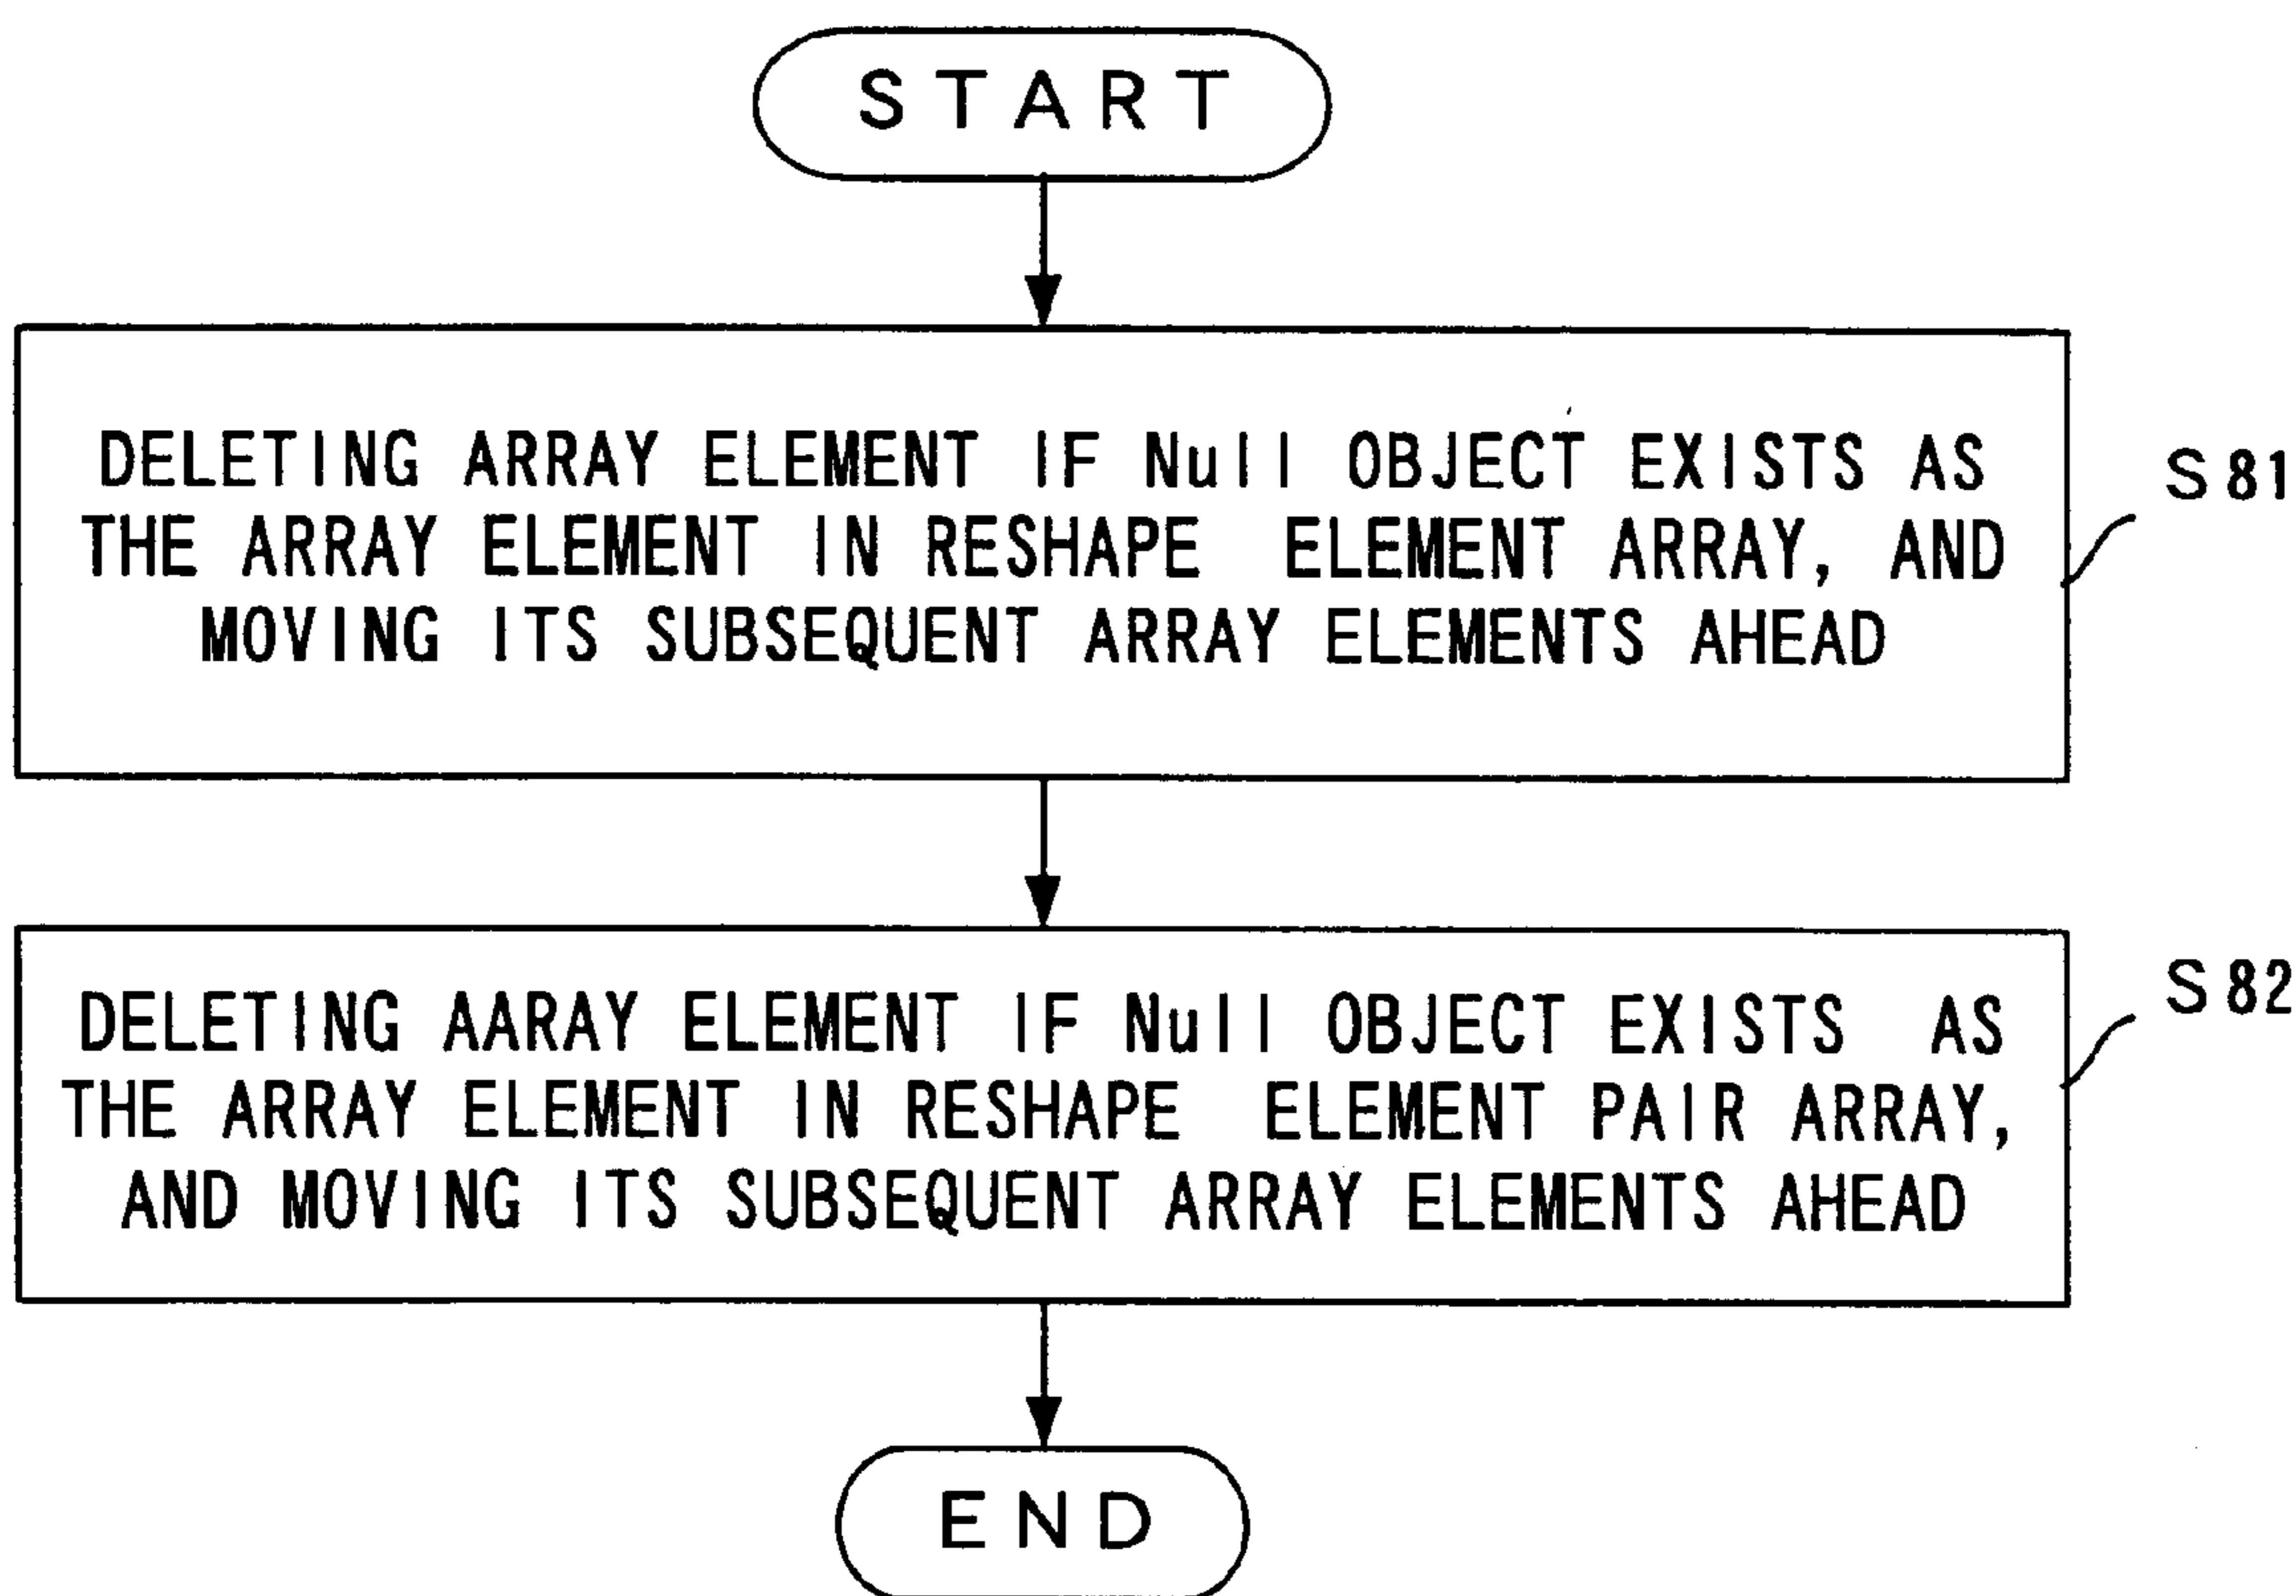 START
DELETING ARRAY ELEMENT IF Null OBJECT EXISTS AS
THE ARRAY ELEMENT IN RESHAPE ELEMENT ARRAY, AND
MOVING ITS SUBSEQUENT ARRAY ELEMENTS AHEAD
S81
DELETING AARAY ELEMENT IF Null OBJECT EXISTS AS
THE ARRAY ELEMENT IN RESHAPE ELEMENT PAIR ARRAY,
AND MOVING ITS SUBSEQUENT ARRAY ELEMENTS AHEAD
S82
END